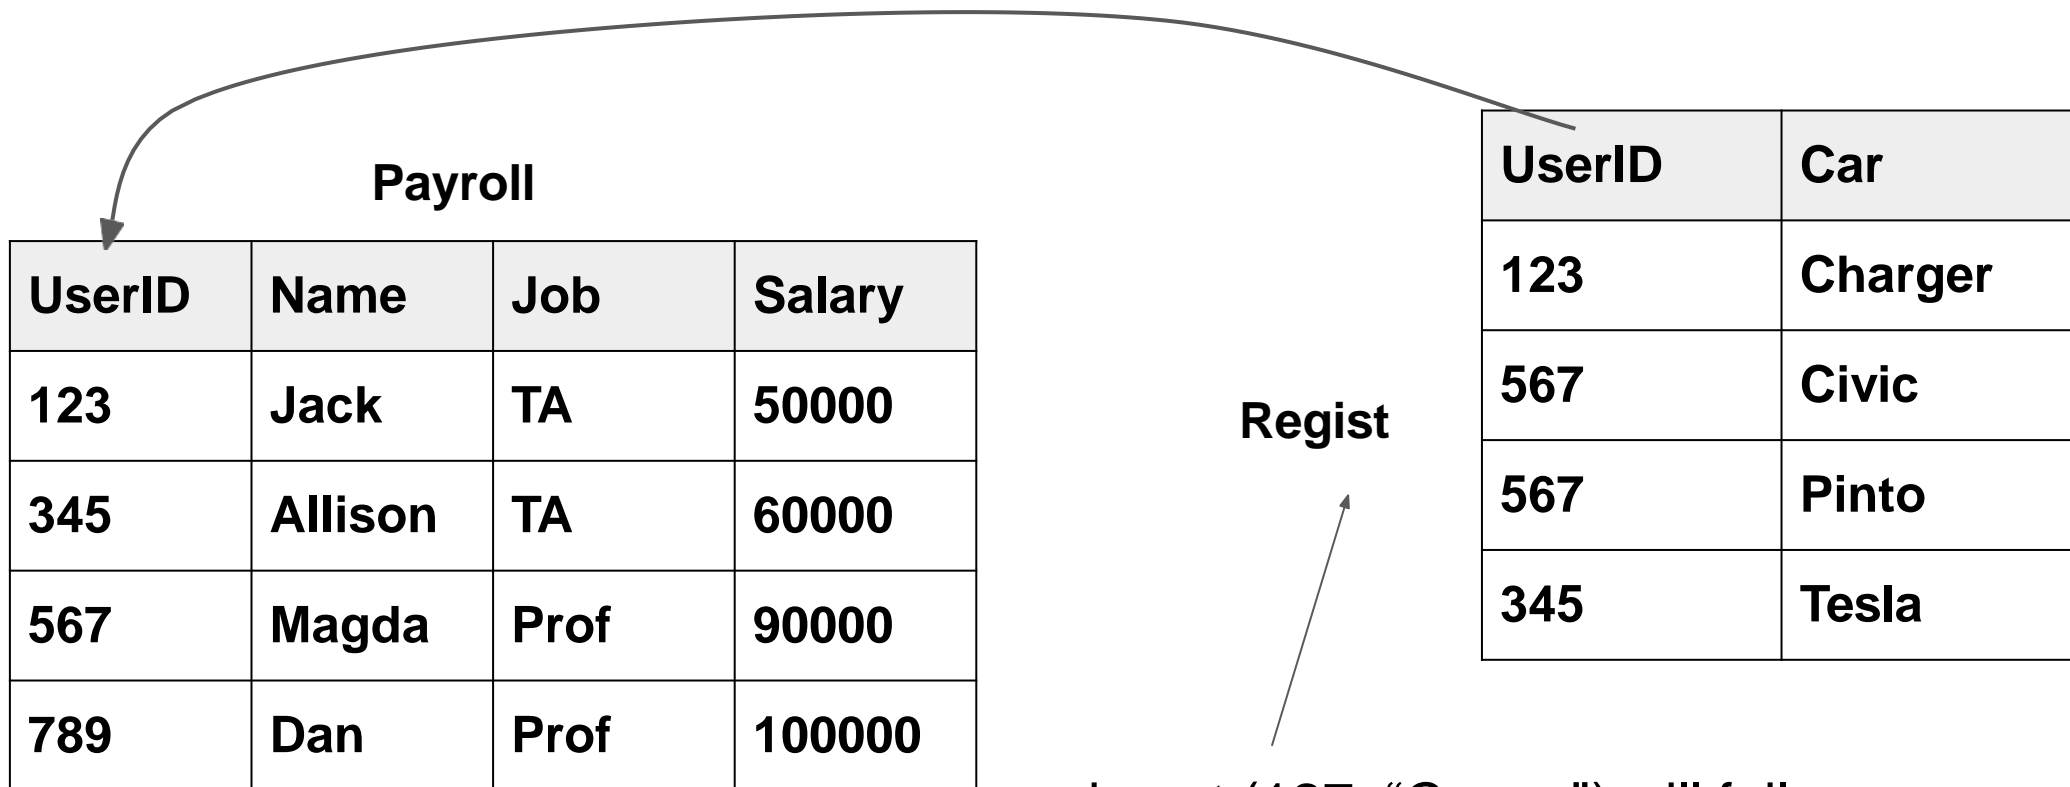 Payroll
UserID Name Job Salary
123 Jack TA 50000
345 Allison TA 60000
567 Magda Prof 90000
789 Dan Prof 100000
Regist
UserID Car
123 Charger
567 Civic
567 Pinto
345 Tesla